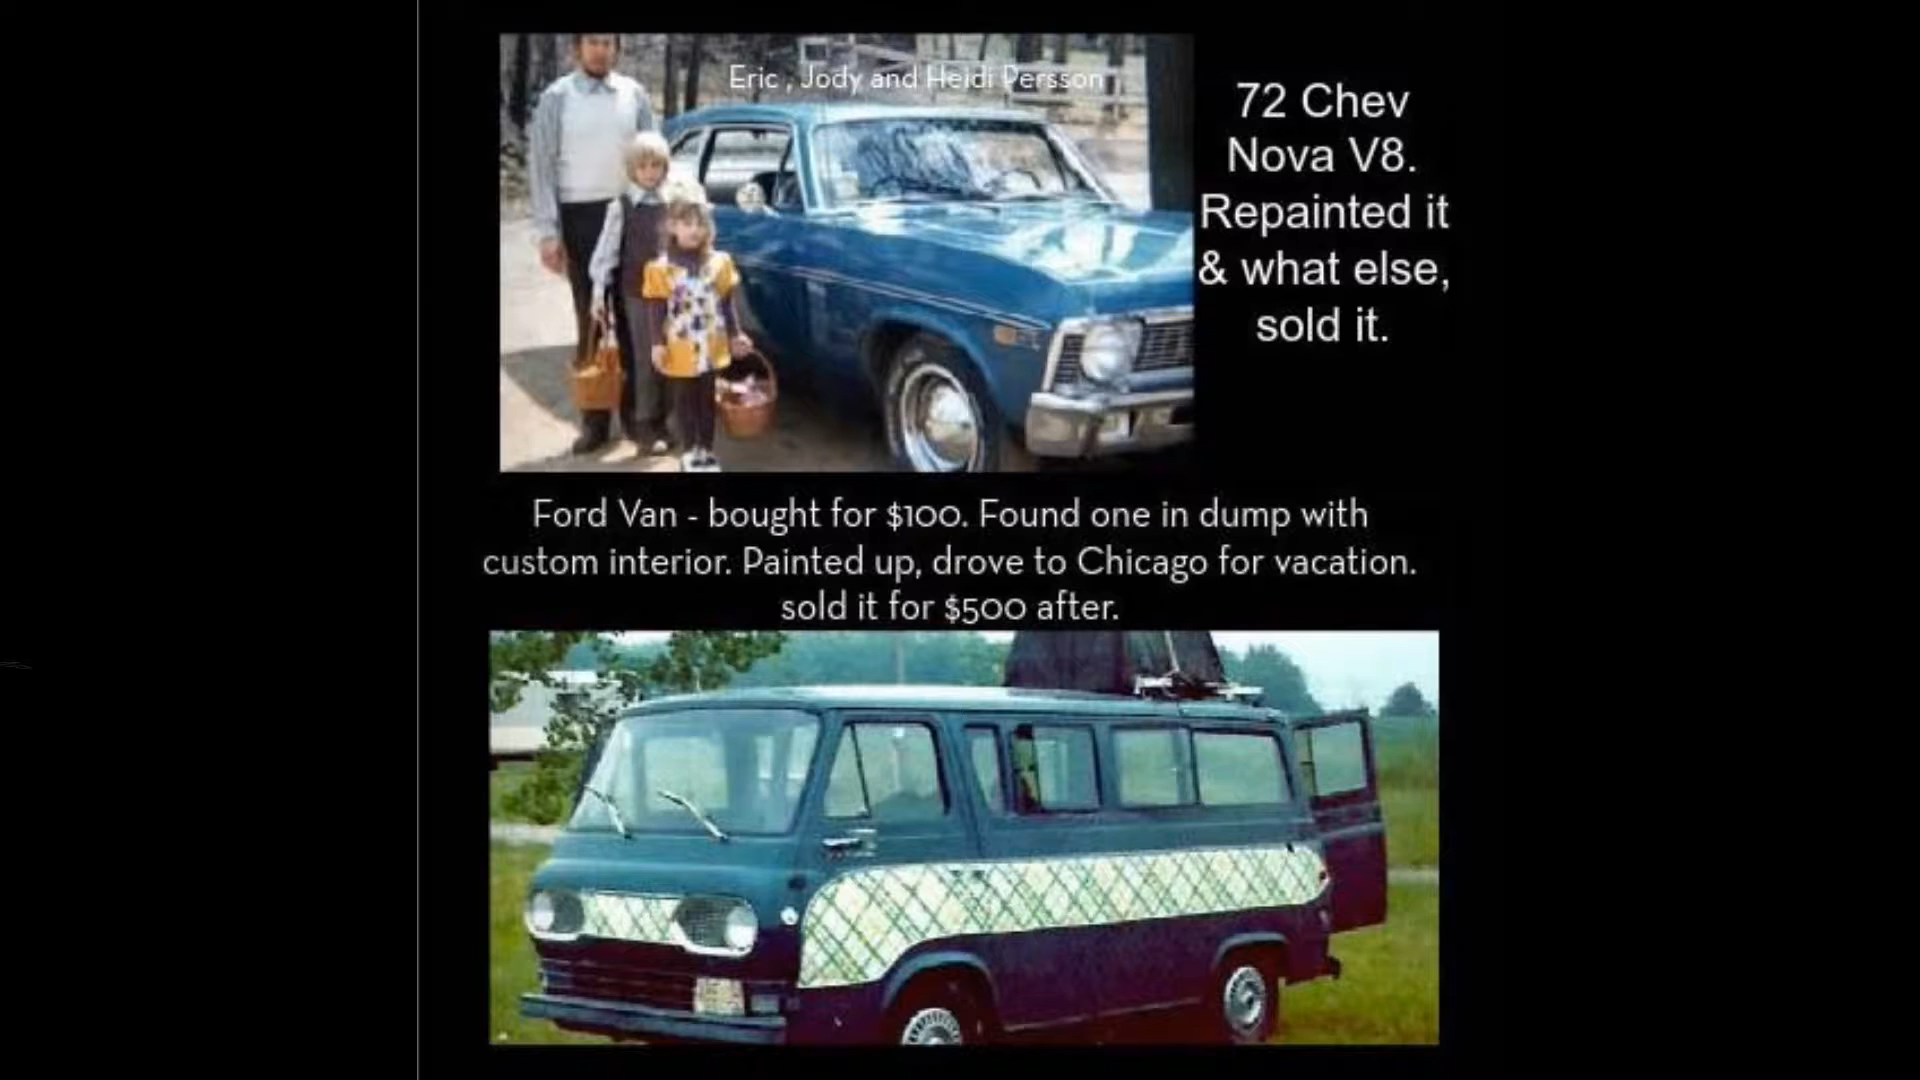 Eric , Jody and Heidi Persson
72 Chev
Nova V8.
Repainted it
& what else,
sold it.
Ford Van - bought for $100. Found one in dump with
custom interior. Painted up, drove to Chicago for vacation.
sold it for $500 after.